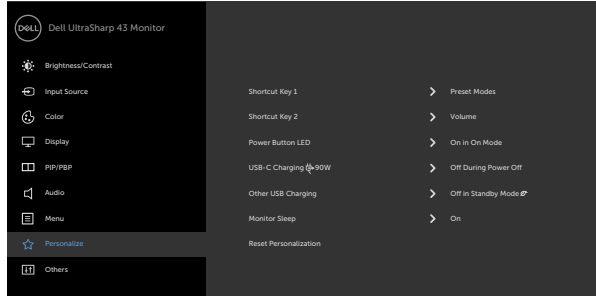 DELL Dell UltraSharp 43 Monitor
Brightness/Contrast
Input Source
Color
Display
PIP/PBP
Audio
Menu
Personalize
Others
Shortcut Key 1 Preset Modes
Shortcut Key 2 Volume
Power Button LED On in On Mode
USB-C Charging 90W Off During Power Off
Other USB Charging Off in Standby Mode
Monitor Sleep On
Reset Personalization